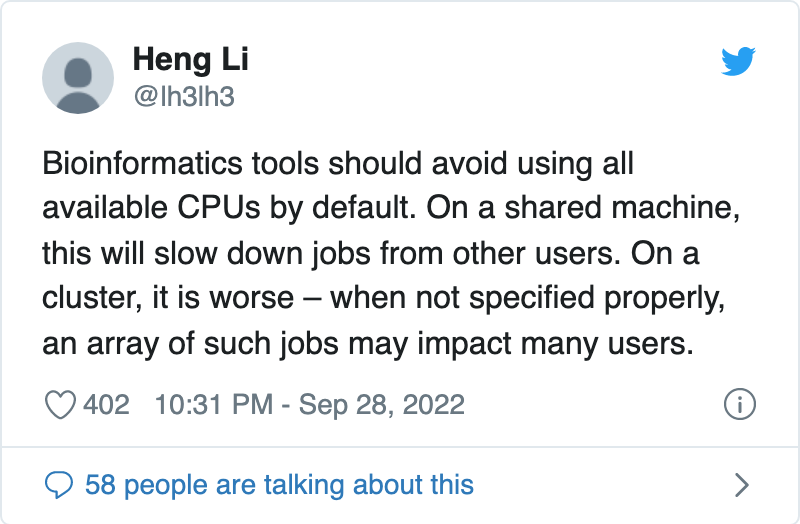 Heng Li
@lh3lh3
Bioinformatics tools should avoid using all
available CPUs by default. On a shared machine,
this will slow down jobs from other users. On a
cluster, it is worse – when not specified properly,
an array of such jobs may impact many users.
402 10:31 PM - Sep 28, 2022
58 people are talking about this